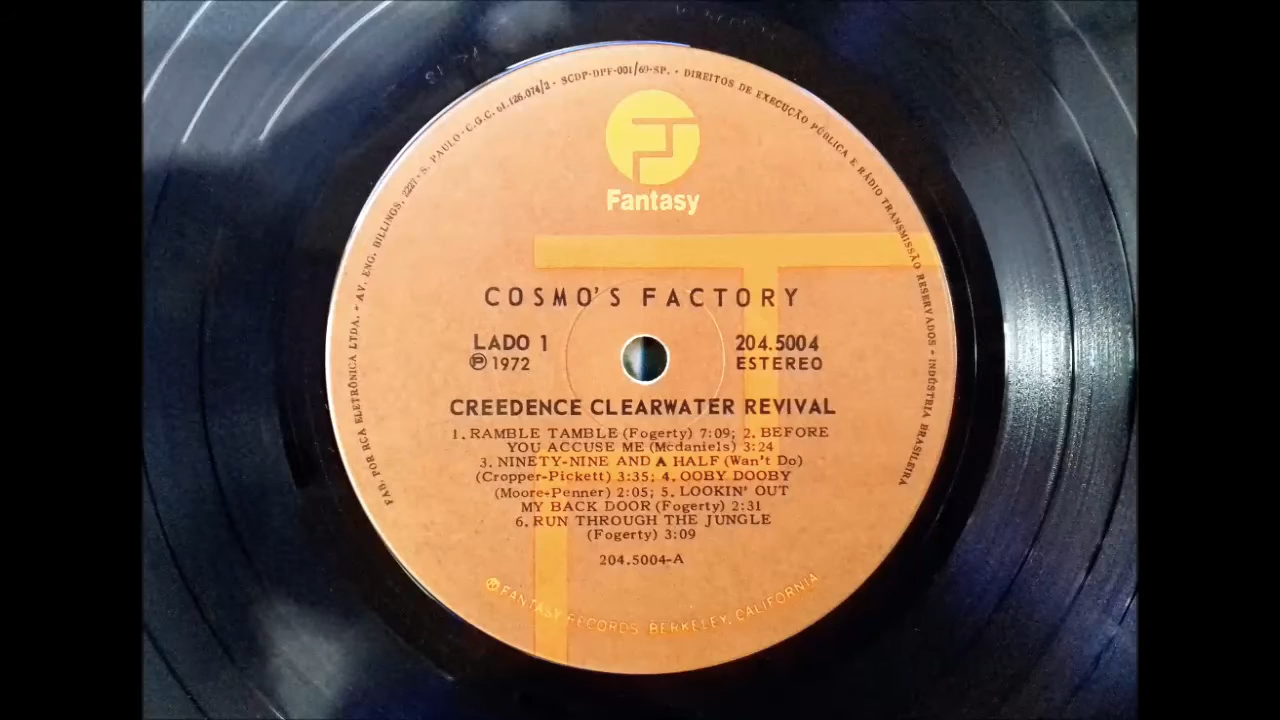 FAB. POR RCA ELETRÔNICA LTDA. - AV. ENG. BILLINGS, 2227 - S. PAULO - C.G.C. 61.126.074/2 - SCDP-DPF-001/69-SP. - DIREITOS DE EXECUÇÃO PÚBLICA E RÁDIO TRANSMISSÃO RESERVADOS - INDÚSTRIA BRASILEIRA
Fantasy
COSMO'S FACTORY
LADO 1 204.5004
℗ 1972 ESTEREO
CREEDENCE CLEARWATER REVIVAL
1. RAMBLE TAMBLE (Fogerty) 7:09; 2. BEFORE
YOU ACCUSE ME (Mcdaniels) 3:24
3. NINETY-NINE AND A HALF (Wan't Do)
(Cropper-Pickett) 3:35; 4. OOBY DOOBY
(Moore-Penner) 2:05; 5. LOOKIN' OUT
MY BACK DOOR (Fogerty) 2:31
6. RUN THROUGH THE JUNGLE
(Fogerty) 3:09
204.5004-A
FANTASY RECORDS BERKELEY, CALIFORNIA